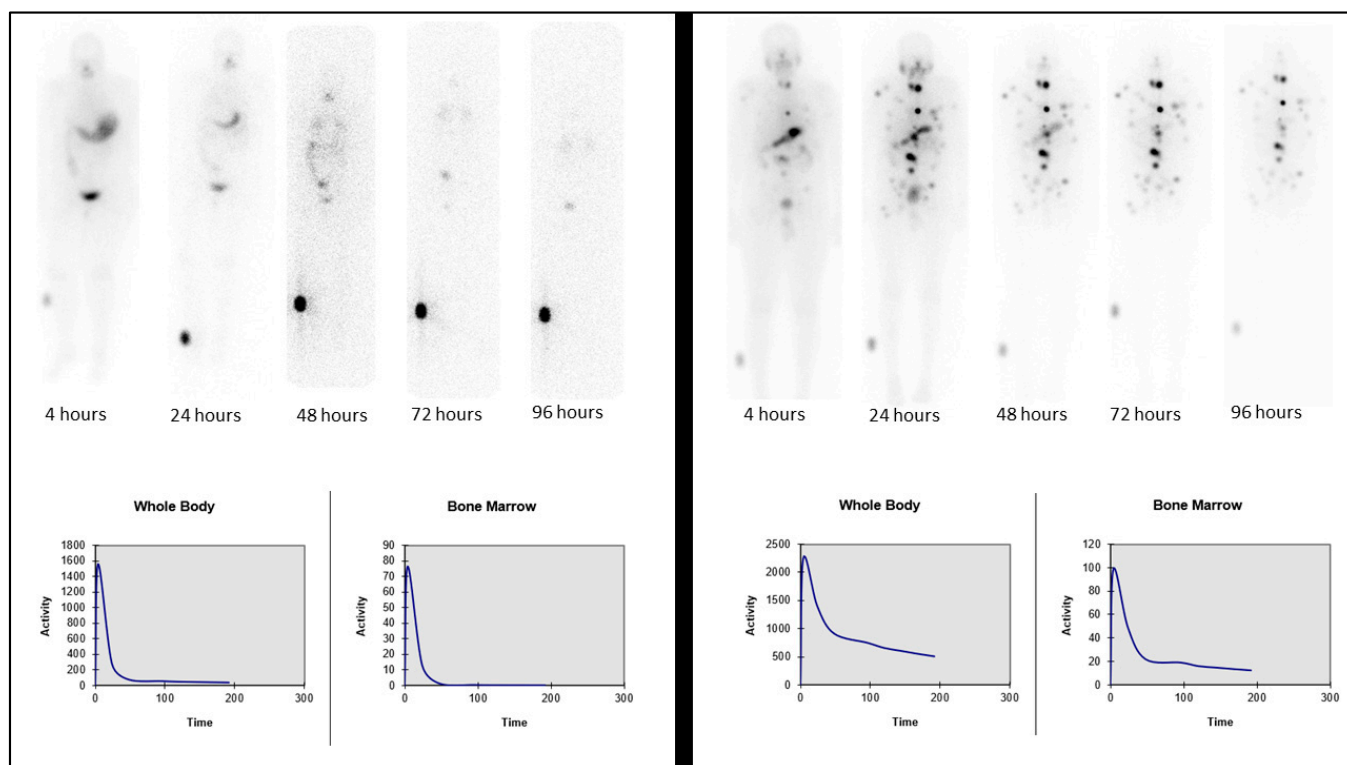 4 hours
24 hours
48 hours
72 hours
96 hours
Whole Body
1800
1600
1400
1200
1000
800
600
400
200
0
0 100 200 300
Activity
Time
Bone Marrow
90
80
70
60
50
40
30
20
10
0
0 100 200 300
Activity
Time
4 hours
24 hours
48 hours
72 hours
96 hours
Whole Body
2500
2000
1500
1000
500
0
0 100 200 300
Activity
Time
Bone Marrow
120
100
80
60
40
20
0
0 100 200 300
Activity
Time